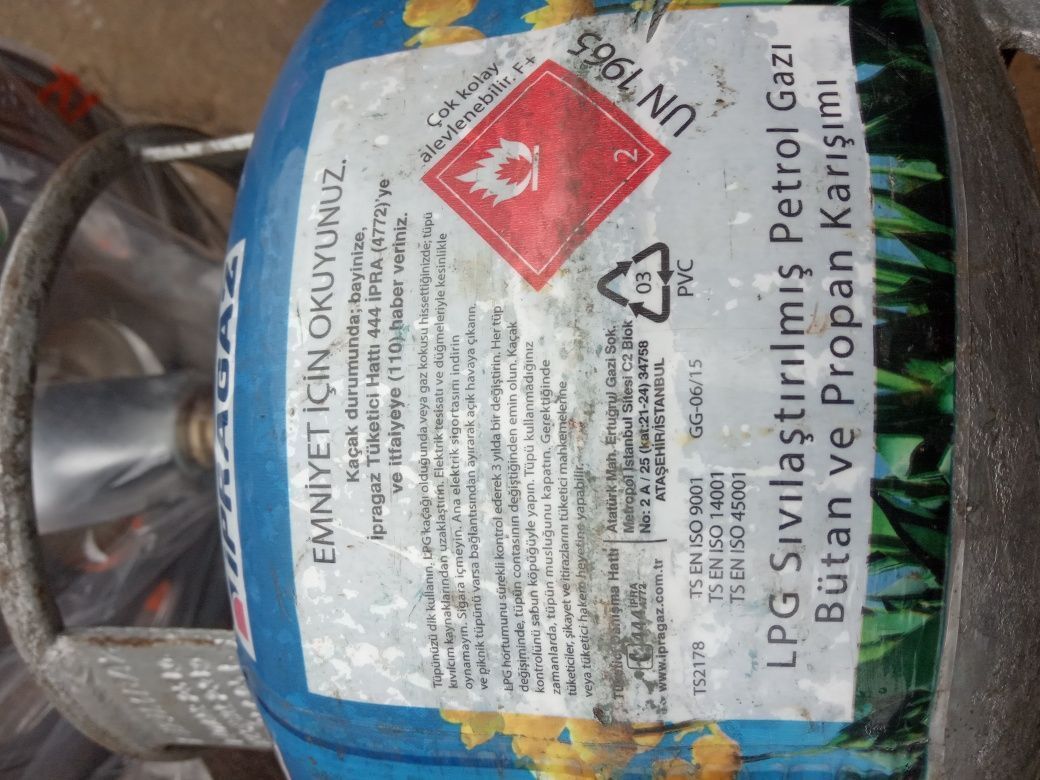 İPRAGAZ
EMNİYET İÇİN OKUYUNUZ.
Kaçak durumunda; bayinize,
ipragaz Tüketici Hattı 444 İPRA (4772)'ye
ve itfaiyeye (110) haber veriniz.
Çok kolay
alevlenebilir. F+
2
UN 1965
Tüpünüzü dik kullanın. LPG kaçağı olduğunda veya gaz kokusu hissettiğinizde; tüpü
kıvılcım kaynaklarından uzaklaştırın. Elektrik tesisatı ve düğmeleriyle kesinlikle
oynamayın. Sigara içmeyin. Ana elektrik sigortasını indirin
ve piknik tüpünü varsa bağlantısından ayırarak açık havaya çıkarın.
LPG hortumunu sürekli kontrol ederek 3 yılda bir değiştirin. Her tüp
değişiminde, tüpün contasının değiştiğinden emin olun. Kaçak
kontrolünü sabun köpüğüyle yapın. Tüpü kullanmadığınız
zamanlarda, tüpün musluğunu kapatın. Gerektiğinde
tüketiciler, şikayet ve itirazlarını tüketici mahkemelerine
veya tüketici hakem heyetine yapabilir.
Danışma Hattı
444 İPRA
4772
www.ipragaz.com.tr
Atatürk Mah. Ertuğrul Gazi Sok.
Metropol İstanbul Sitesi C2 Blok
No: 2 A / 25 (kat:21-24) 34758
ATAŞEHİR/İSTANBUL
03
PVC
TS2178
TS EN ISO 9001
TS EN ISO 14001
TS EN ISO 45001
GG-06/15
LPG Sıvılaştırılmış Petrol Gazı
Bütan ve Propan Karışımı